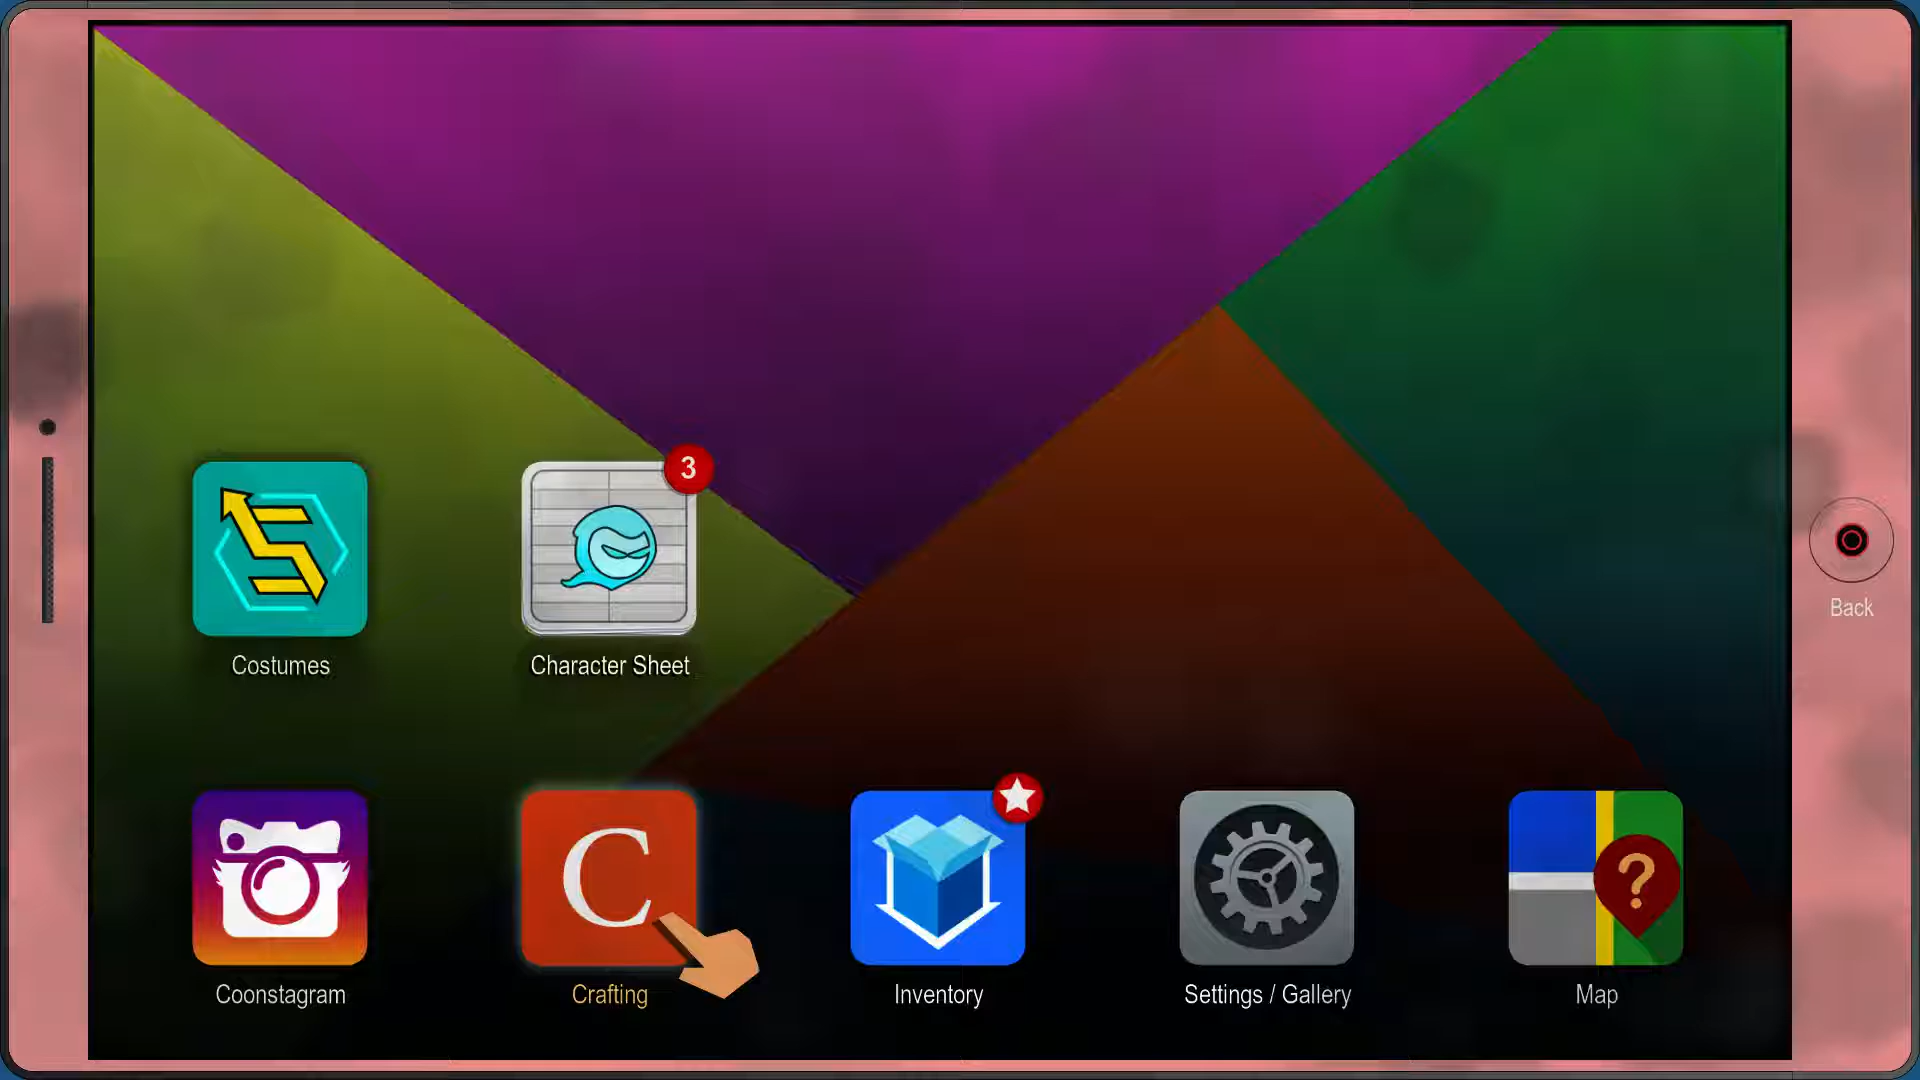 3
Costumes
Character Sheet
Back
C
?
Coonstagram
Crafting
Inventory
Settings / Gallery
Map